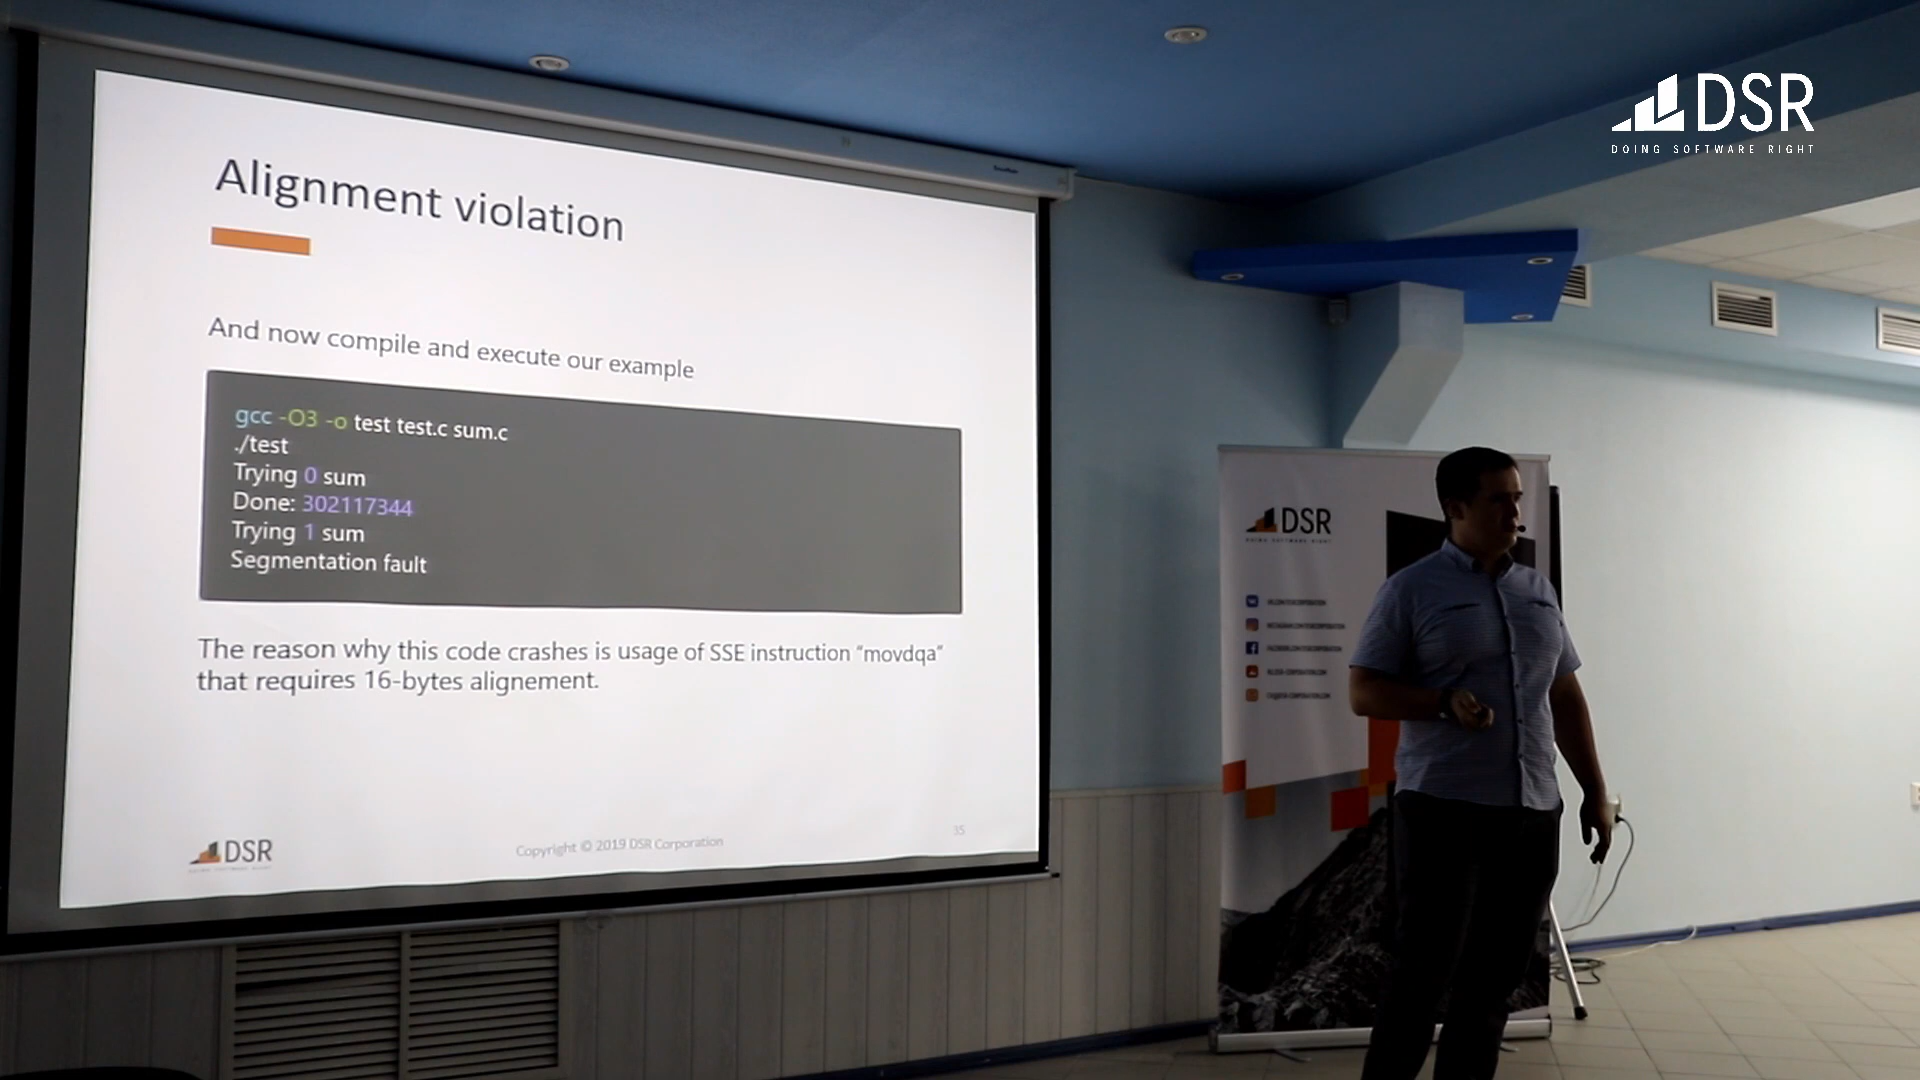 Alignment violation
And now compile and execute our example
gcc -O3 -o test test.c sum.c
./test
Trying 0 sum
Done: 302117344
Trying 1 sum
Segmentation fault
The reason why this code crashes is usage of SSE instruction “movdqa”
that requires 16-bytes alignement.
DSR
Copyright © 2019 DSR Corporation
35
DSR
DOING SOFTWARE RIGHT
DSR